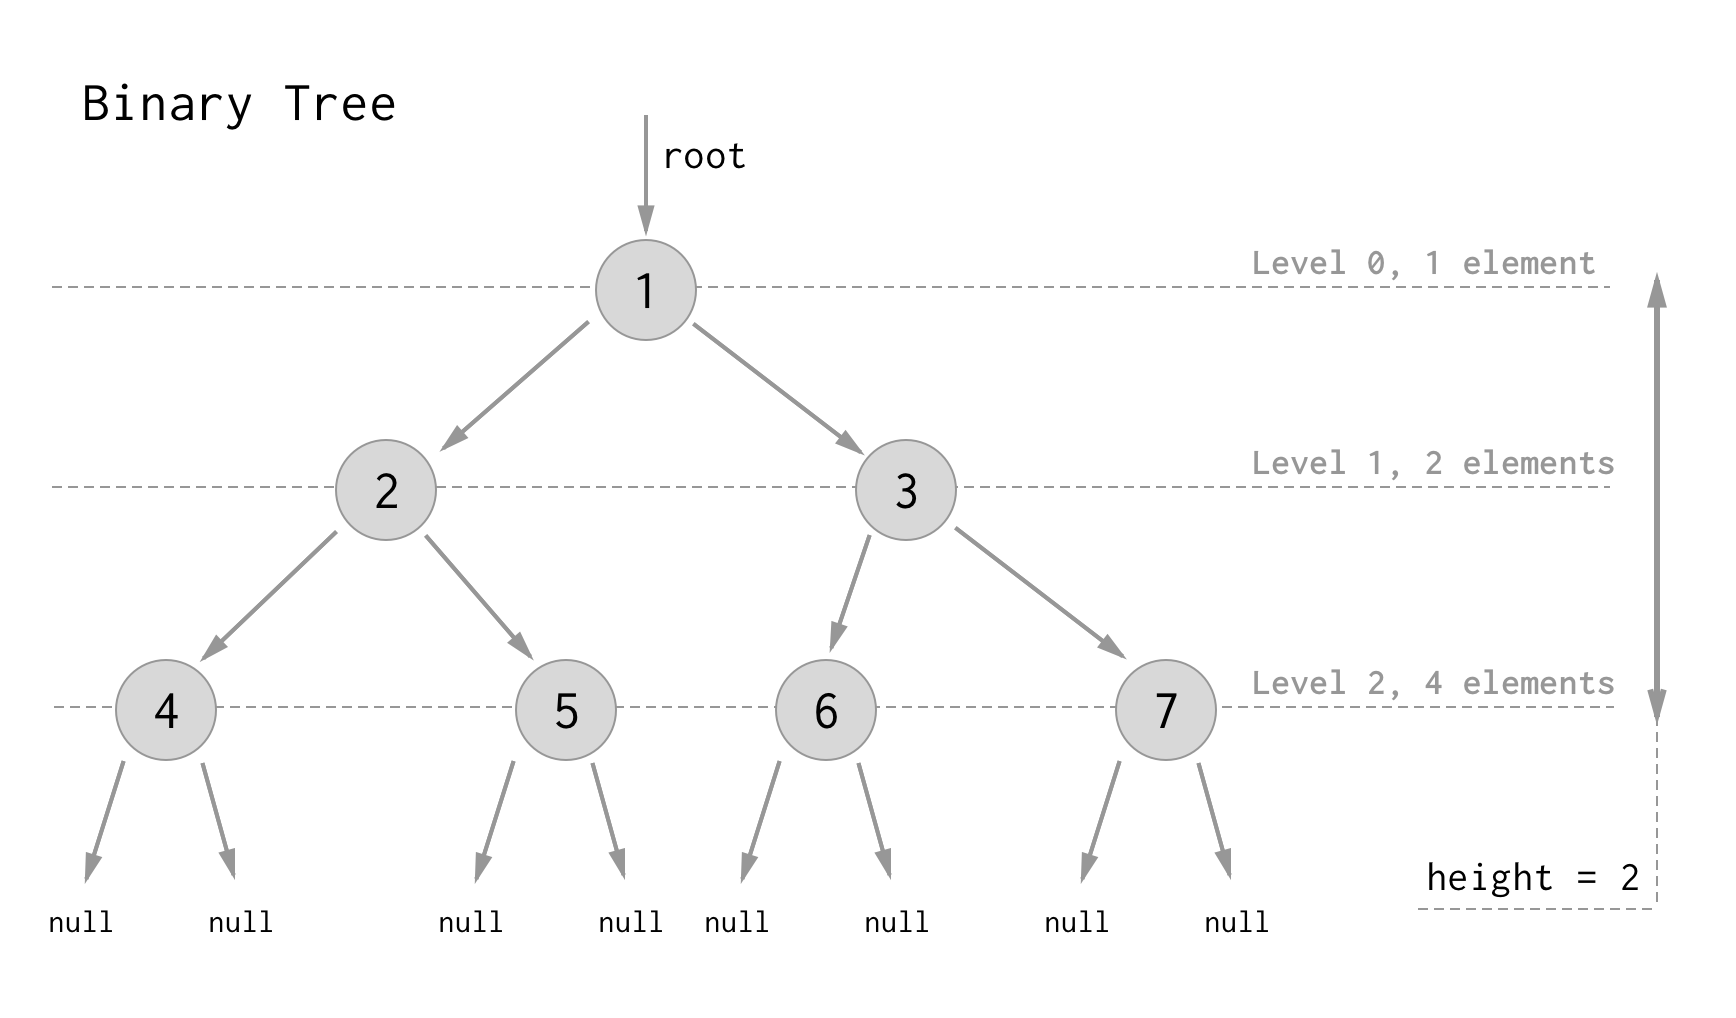 Binary Tree
root
1
Level 0, 1 element
2
3
Level 1, 2 elements
4
5
6
7
Level 2, 4 elements
height = 2
null
null
null
null
null
null
null
null